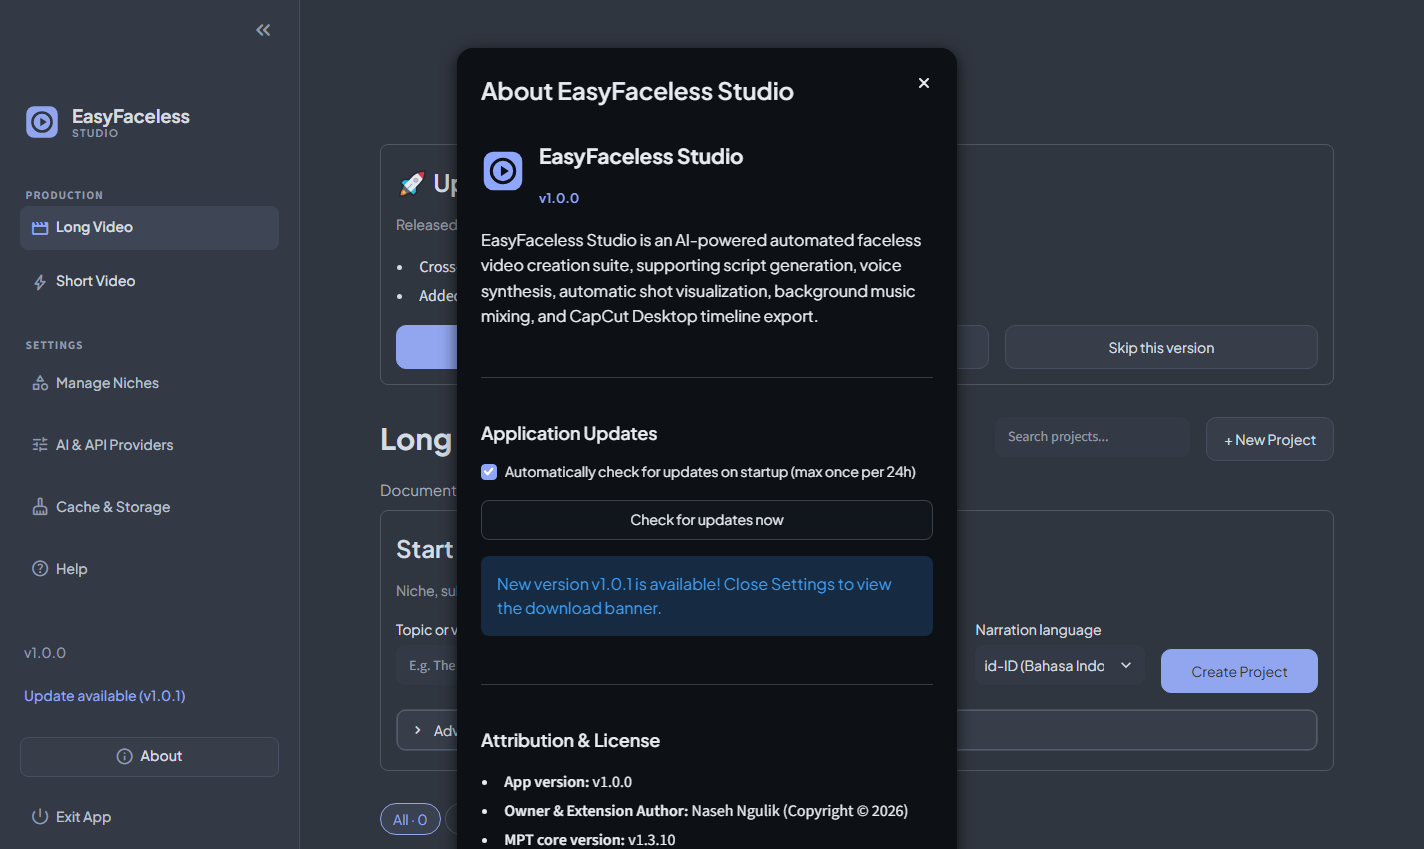 EasyFaceless
STUDIO
PRODUCTION
Long Video
Short Video
SETTINGS
Manage Niches
AI & API Providers
Cache & Storage
Help
v1.0.0
Update available (v1.0.1)
About
Exit App
Released
Skip this version
Long
Search projects...
+ New Project
Document
Start
Niche,
Topic or
E.g. The
Narration language
id-ID (Bahasa Indo
Create Project
All · 0
About EasyFaceless Studio
EasyFaceless Studio
v1.0.0
EasyFaceless Studio is an AI-powered automated faceless
video creation suite, supporting script generation, voice
synthesis, automatic shot visualization, background music
mixing, and CapCut Desktop timeline export.
Application Updates
Automatically check for updates on startup (max once per 24h)
Check for updates now
New version v1.0.1 is available! Close Settings to view
the download banner.
Attribution & License
• App version: v1.0.0
• Owner & Extension Author: Naseh Ngulik (Copyright © 2026)
• MPT core version: v1.3.10